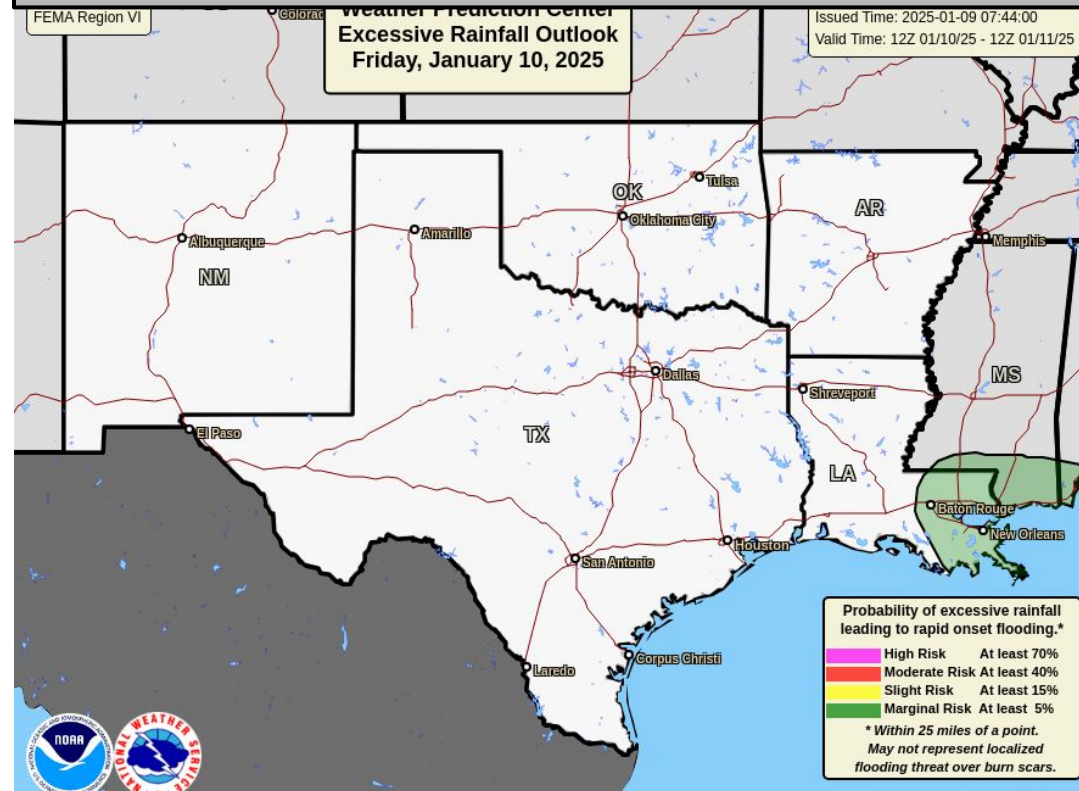 FEMA Region VI
Weather Prediction Center
Excessive Rainfall Outlook
Friday, January 10, 2025
Issued Time: 2025-01-09 07:44:00
Valid Time: 12Z 01/10/25 - 12Z 01/11/25
Colorad
OK
Tulsa
Oklahoma City
AR
Albuquerque
Amarillo
Memphis
NM
Dallas
MS
Shreveport
El Paso
TX
LA
Baton Rouge
New Orleans
Houston
San Antonio
Corpus Christi
Laredo
Probability of excessive rainfall
leading to rapid onset flooding.*
High Risk At least 70%
Moderate Risk At least 40%
Slight Risk At least 15%
Marginal Risk At least 5%
* Within 25 miles of a point.
May not represent localized
flooding threat over burn scars.
NOAA
NATIONAL WEATHER SERVICE